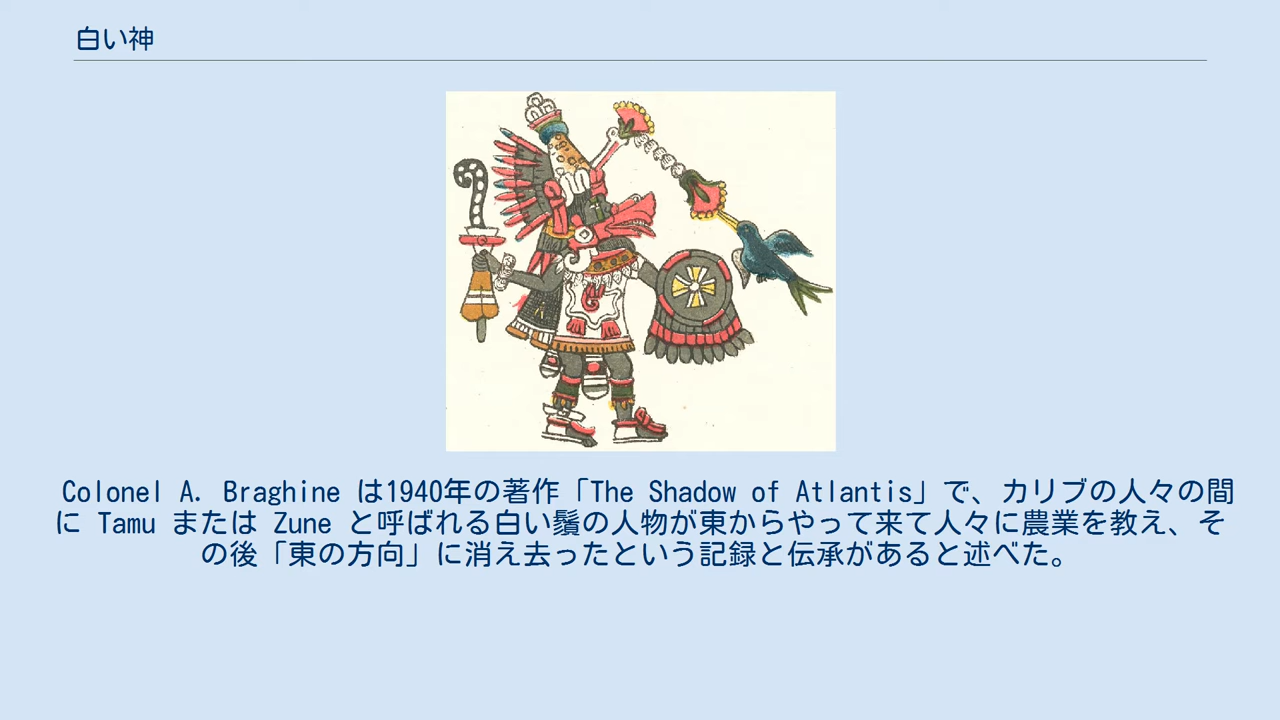 白い神
Colonel A. Braghine は1940年の著作「The Shadow of Atlantis」で、カリブの人々の間
に Tamu または Zune と呼ばれる白い鬚の人物が東からやって来て人々に農業を教え、そ
の後「東の方向」に消え去ったという記録と伝承があると述べた。